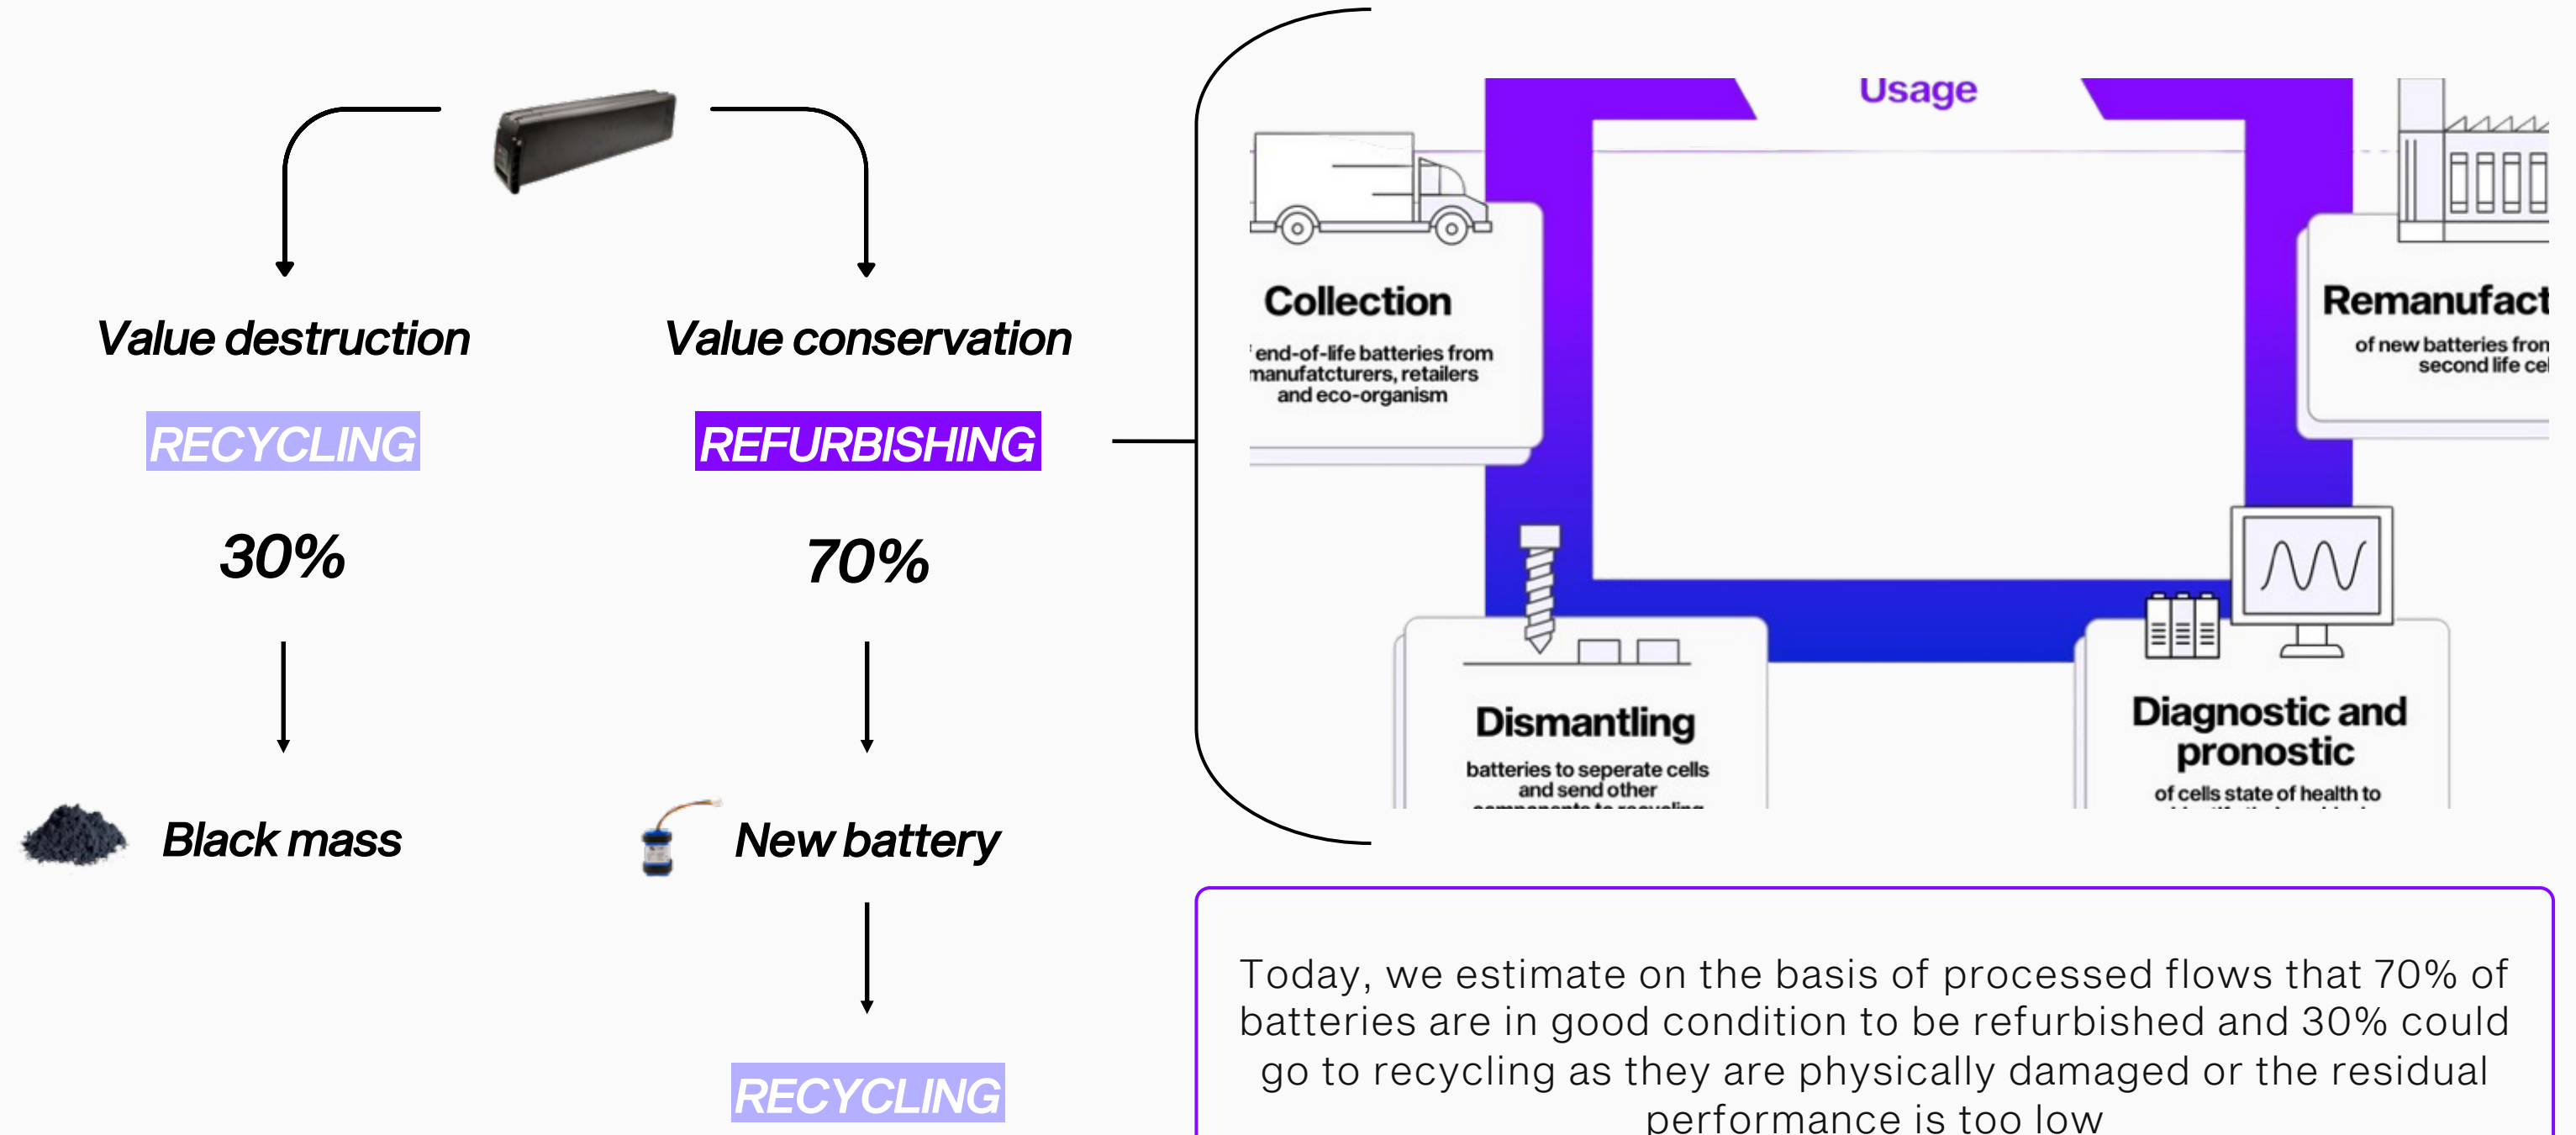 Value destruction
RECYCLING
30%
Black mass
Value conservation
REFURBISHING
70%
New battery
RECYCLING
Usage
Collection
end-of-life batteries from
manufatcturers, retailers
and eco-organism
Remanufact
of new batteries from
second life cel
Dismantling
batteries to seperate cells
and send other
components to recycling
Diagnostic and
pronostic
of cells state of health to
Today, we estimate on the basis of processed flows that 70% of
batteries are in good condition to be refurbished and 30% could
go to recycling as they are physically damaged or the residual
performance is too low